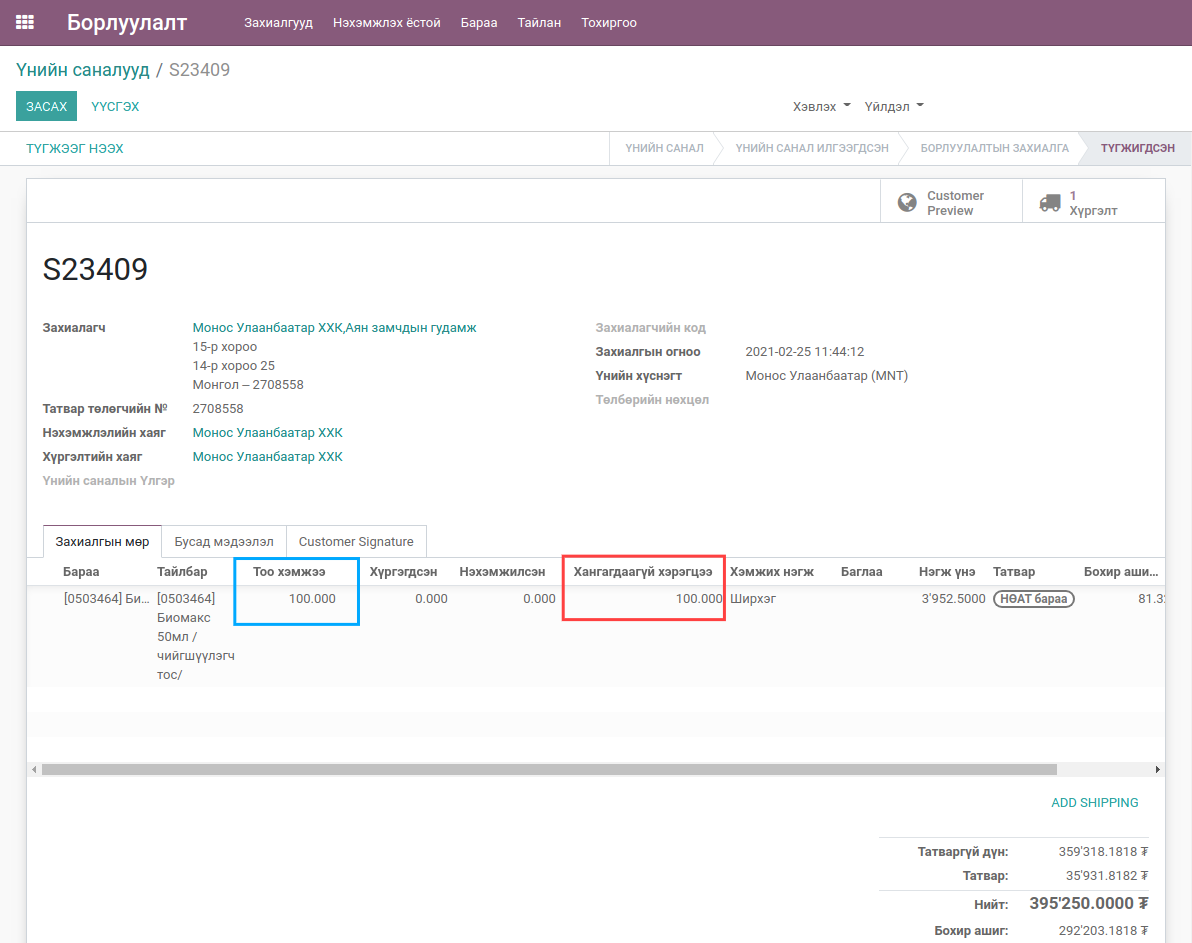 Борлуулалт Захиалгууд Нэхэмжлэх ёстой Бараа Тайлан Тохиргоо
Үнийн саналууд / S23409
ЗАСАХ ҮҮСГЭХ Хэвлэх Үйлдэл
ТҮГЖЭЭГ НЭЭХ ҮНИЙН САНАЛ ҮНИЙН САНАЛ ИЛГЭЭГДСЭН БОРЛУУЛАЛТЫН ЗАХИАЛГА ТҮГЖИГДСЭН
Customer Preview
1 Хүргэлт
S23409
Захиалагч Монос Улаанбаатар ХХК,Аян замчдын гудамж
15-р хороо
14-р хороо 25
Монгол – 2708558
Татвар төлөгчийн № 2708558
Нэхэмжлэлийн хаяг Монос Улаанбаатар ХХК
Хүргэлтийн хаяг Монос Улаанбаатар ХХК
Үнийн саналын Үлгэр
Захиалагчийн код
Захиалгын огноо 2021-02-25 11:44:12
Үнийн хүснэгт Монос Улаанбаатар (MNT)
Төлбөрийн нөхцөл
Захиалгын мөр Бусад мэдээлэл Customer Signature
Бараа Тайлбар Тоо хэмжээ Хүргэгдсэн Нэхэмжилсэн Хангагдаагүй хэрэгцээ Хэмжих нэгж Баглаа Нэгж үнэ Татвар Бохир аши...
[0503464] Би... [0503464] 100.000 0.000 0.000 100.000 Ширхэг 3'952.5000 НӨАТ бараа 81.3
Биомакс
50мл /
чийгшүүлэгч
тос/
ADD SHIPPING
Татваргүй дүн: 359'318.1818 ₮
Татвар: 35'931.8182 ₮
Нийт: 395'250.0000 ₮
Бохир ашиг: 292'203.1818 ₮